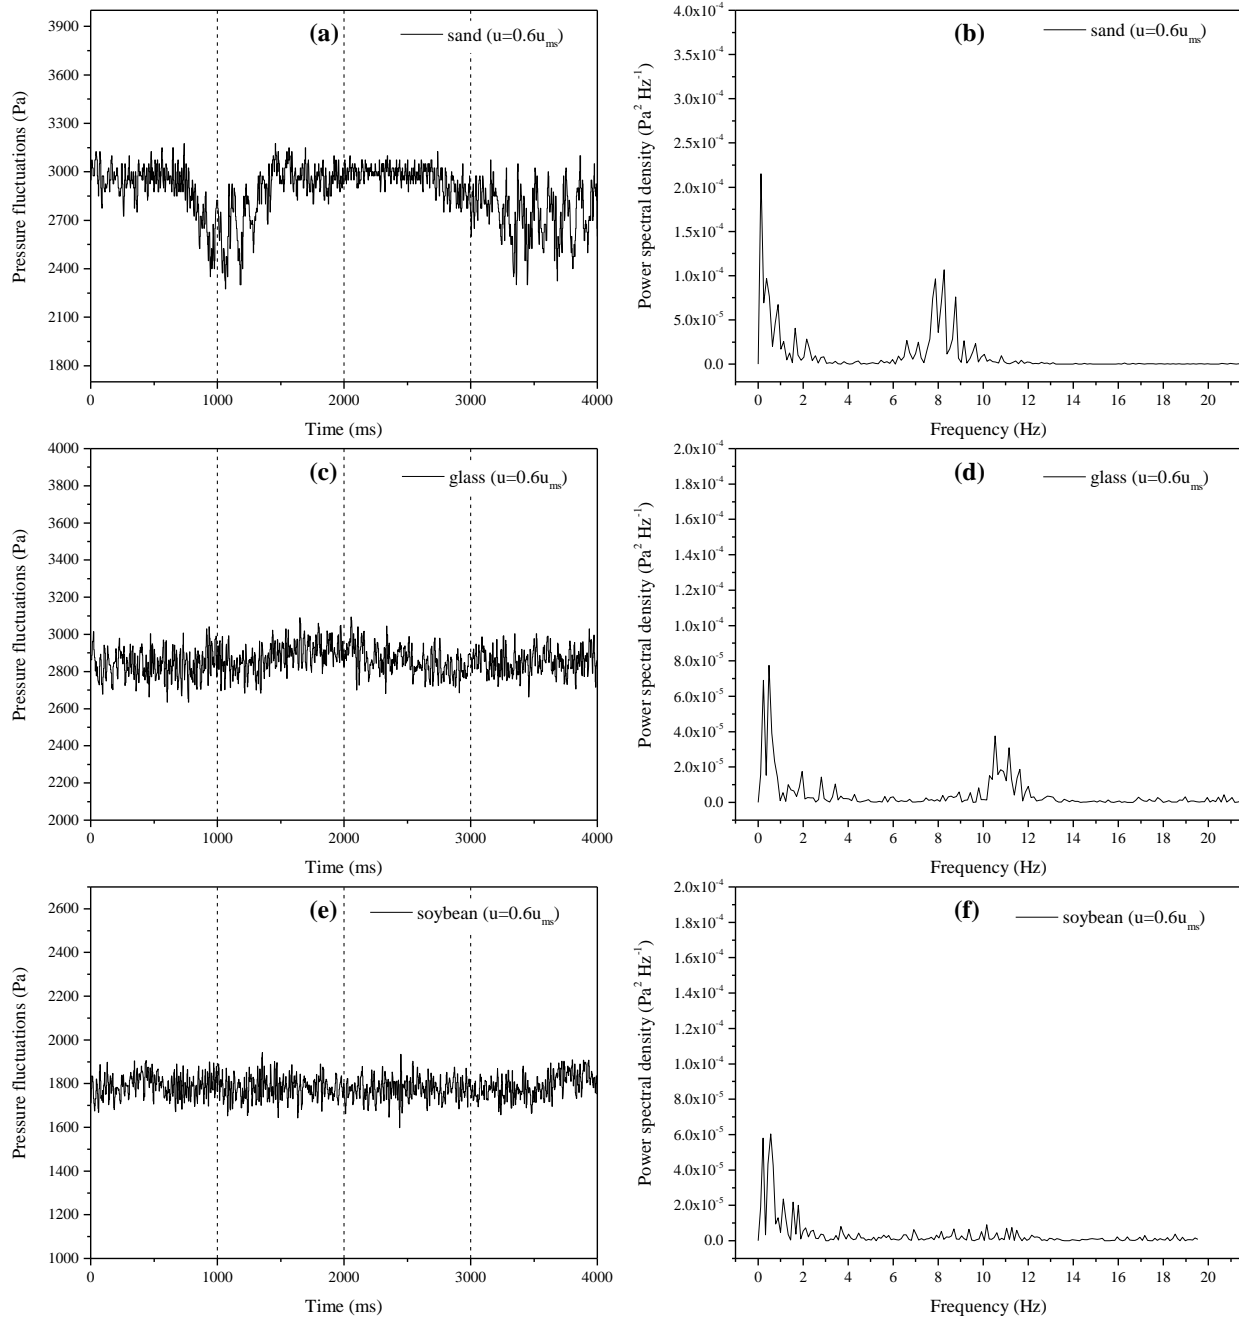 (a)
sand (u=0.6u_ms)
Pressure fluctuations (Pa)
3900
3600
3300
3000
2700
2400
2100
1800
0 1000 2000 3000 4000
Time (ms)
(b)
sand (u=0.6u_ms)
Power spectral density (Pa² Hz⁻¹)
4.0x10⁻⁴
3.5x10⁻⁴
3.0x10⁻⁴
2.5x10⁻⁴
2.0x10⁻⁴
1.5x10⁻⁴
1.0x10⁻⁴
5.0x10⁻⁵
0.0
0 2 4 6 8 10 12 14 16 18 20
Frequency (Hz)
(c)
glass (u=0.6u_ms)
Pressure fluctuations (Pa)
4000
3800
3600
3400
3200
3000
2800
2600
2400
2200
2000
0 1000 2000 3000 4000
Time (ms)
(d)
glass (u=0.6u_ms)
Power spectral density (Pa² Hz⁻¹)
2.0x10⁻⁴
1.8x10⁻⁴
1.6x10⁻⁴
1.4x10⁻⁴
1.2x10⁻⁴
1.0x10⁻⁴
8.0x10⁻⁵
6.0x10⁻⁵
4.0x10⁻⁵
2.0x10⁻⁵
0.0
0 2 4 6 8 10 12 14 16 18 20
Frequency (Hz)
(e)
soybean (u=0.6u_ms)
Pressure fluctuations (Pa)
2600
2400
2200
2000
1800
1600
1400
1200
1000
0 1000 2000 3000 4000
Time (ms)
(f)
soybean (u=0.6u_ms)
Power spectral density (Pa² Hz⁻¹)
2.0x10⁻⁴
1.8x10⁻⁴
1.6x10⁻⁴
1.4x10⁻⁴
1.2x10⁻⁴
1.0x10⁻⁴
8.0x10⁻⁵
6.0x10⁻⁵
4.0x10⁻⁵
2.0x10⁻⁵
0.0
0 2 4 6 8 10 12 14 16 18 20
Frequency (Hz)